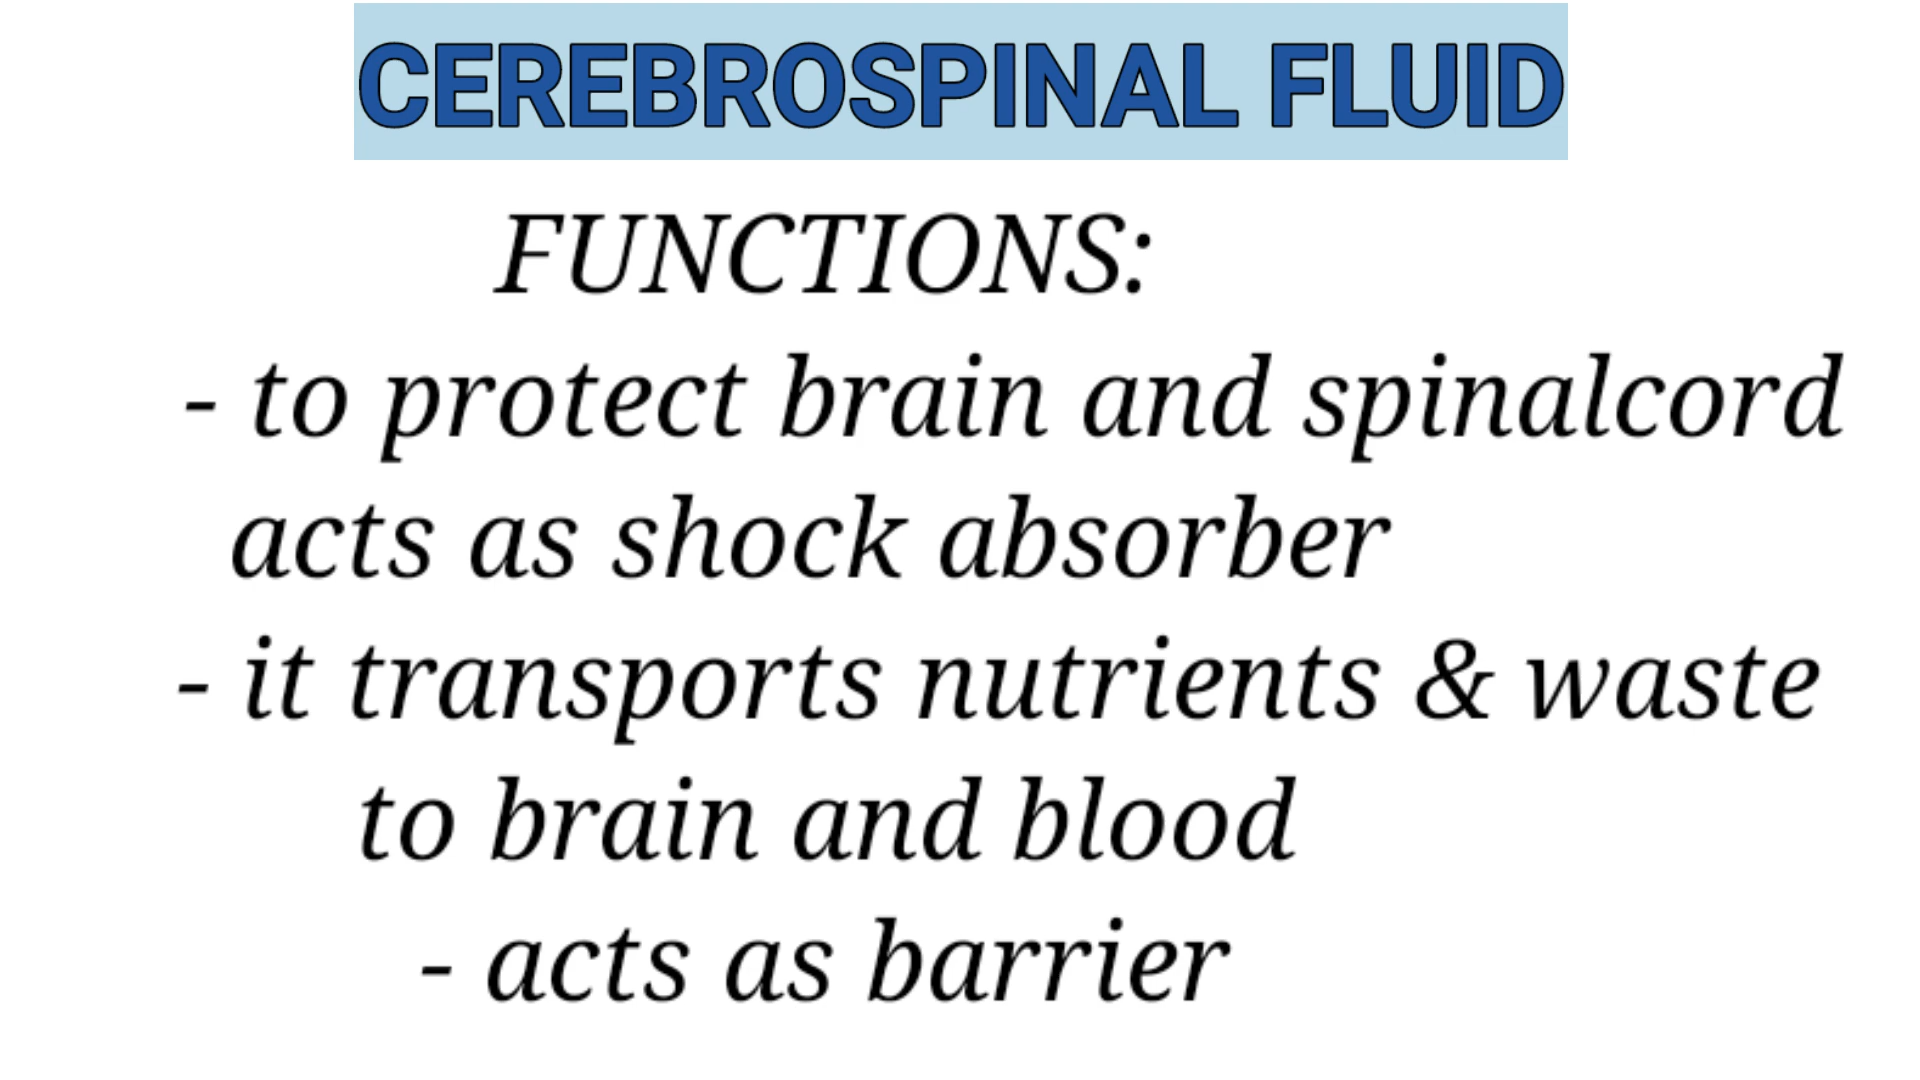 CEREBROSPINAL FLUID
FUNCTIONS:
- to protect brain and spinalcord
acts as shock absorber
- it transports nutrients & waste
to brain and blood
- acts as barrier